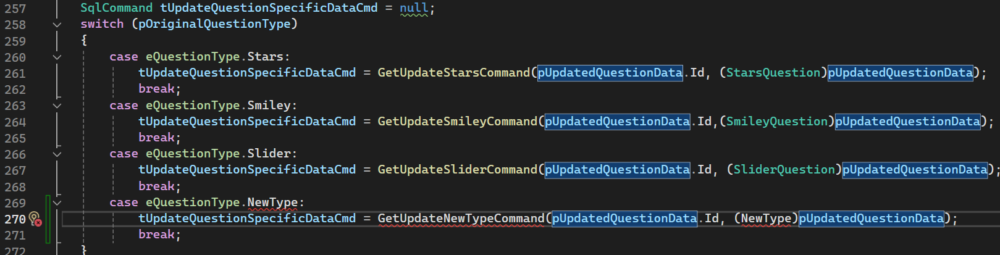 257 SqlCommand tUpdateQuestionSpecificDataCmd = null;
258 switch (pOriginalQuestionType)
259 {
260 case eQuestionType.Stars:
261 tUpdateQuestionSpecificDataCmd = GetUpdateStarsCommand(pUpdatedQuestionData.Id, (StarsQuestion)pUpdatedQuestionData);
262 break;
263 case eQuestionType.Smiley:
264 tUpdateQuestionSpecificDataCmd = GetUpdateSmileyCommand(pUpdatedQuestionData.Id,(SmileyQuestion)pUpdatedQuestionData);
265 break;
266 case eQuestionType.Slider:
267 tUpdateQuestionSpecificDataCmd = GetUpdateSliderCommand(pUpdatedQuestionData.Id, (SliderQuestion)pUpdatedQuestionData);
268 break;
269 case eQuestionType.NewType:
270 tUpdateQuestionSpecificDataCmd = GetUpdateNewTypeCommand(pUpdatedQuestionData.Id, (NewType)pUpdatedQuestionData);
271 break;
272 }